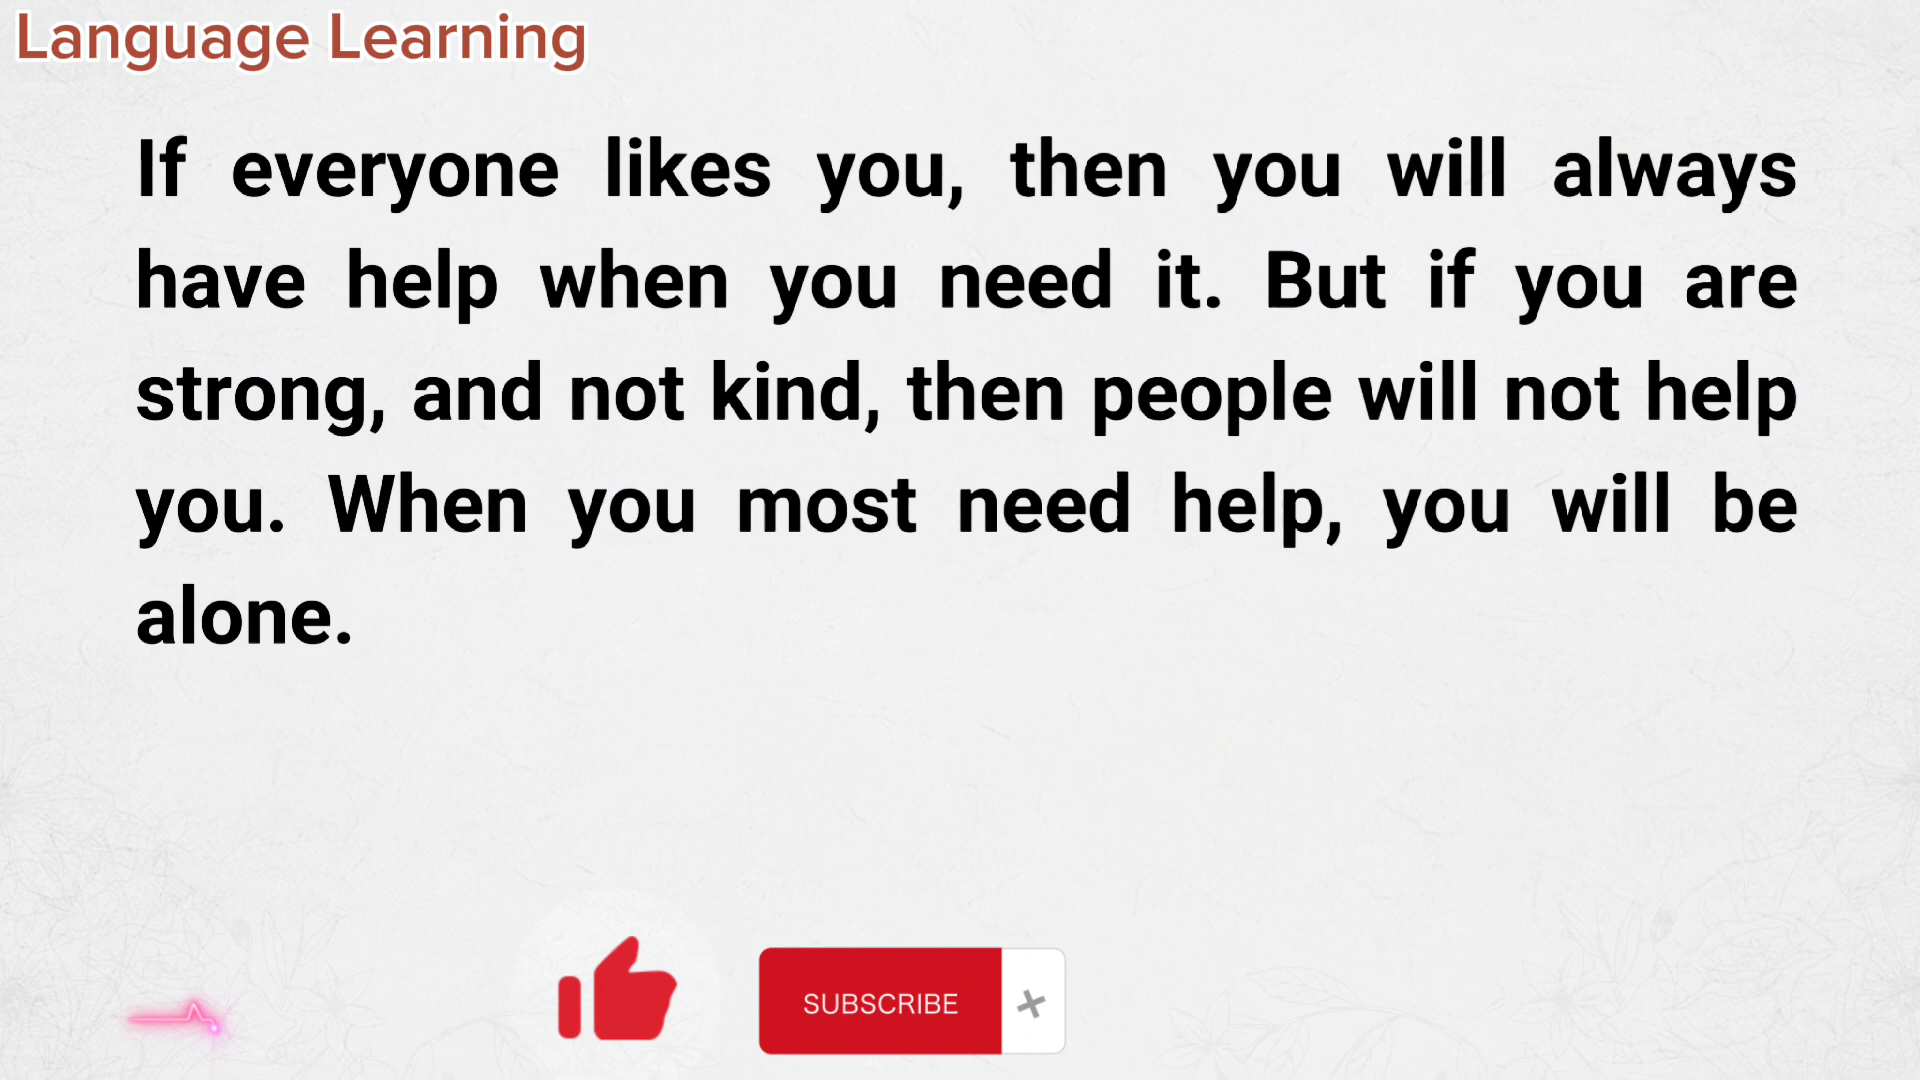 Language Learning
If everyone likes you, then you will always
have help when you need it. But if you are
strong, and not kind, then people will not help
you. When you most need help, you will be
alone.
SUBSCRIBE